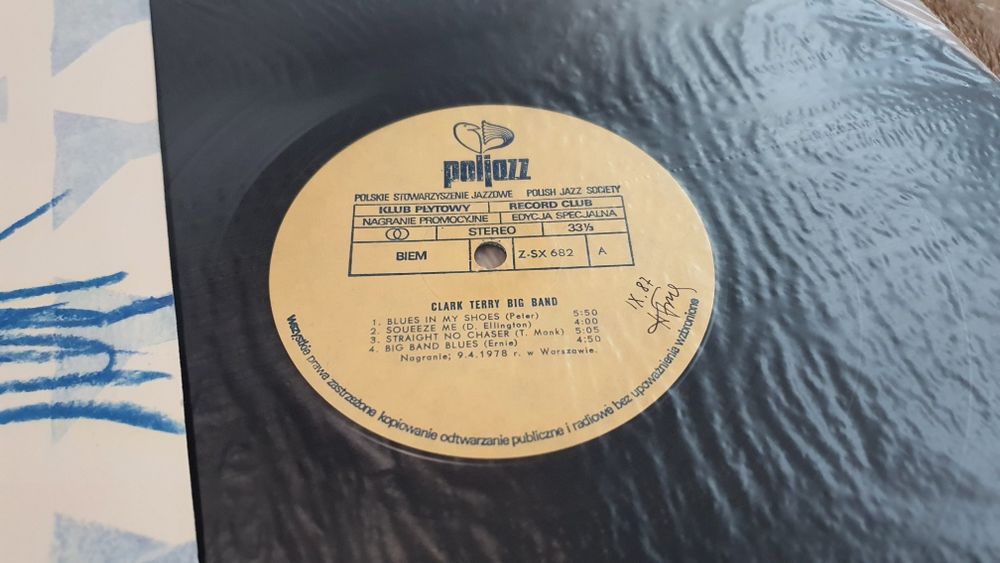 poljazz
POLSKIE STOWARZYSZENIE JAZZOWE POLISH JAZZ SOCIETY
KLUB PŁYTOWY RECORD CLUB
NAGRANIE PROMOCYJNE EDYCJA SPECJALNA
STEREO 33⅓
BIEM Z-SX 682 A
CLARK TERRY BIG BAND
1. BLUES IN MY SHOES (Peter) 5:50
2. SQUEEZE ME (D. Ellington) 4:00
3. STRAIGHT NO CHASER (T. Monk) 5:05
4. BIG BAND BLUES (Ernie) 4:50
Nagranie; 9.4.1978 r. w Warszawie.
IX.87
Wszystkie prawa zastrzeżone kopiowanie odtwarzanie publiczne i radiowe bez upoważnienia wzbronione